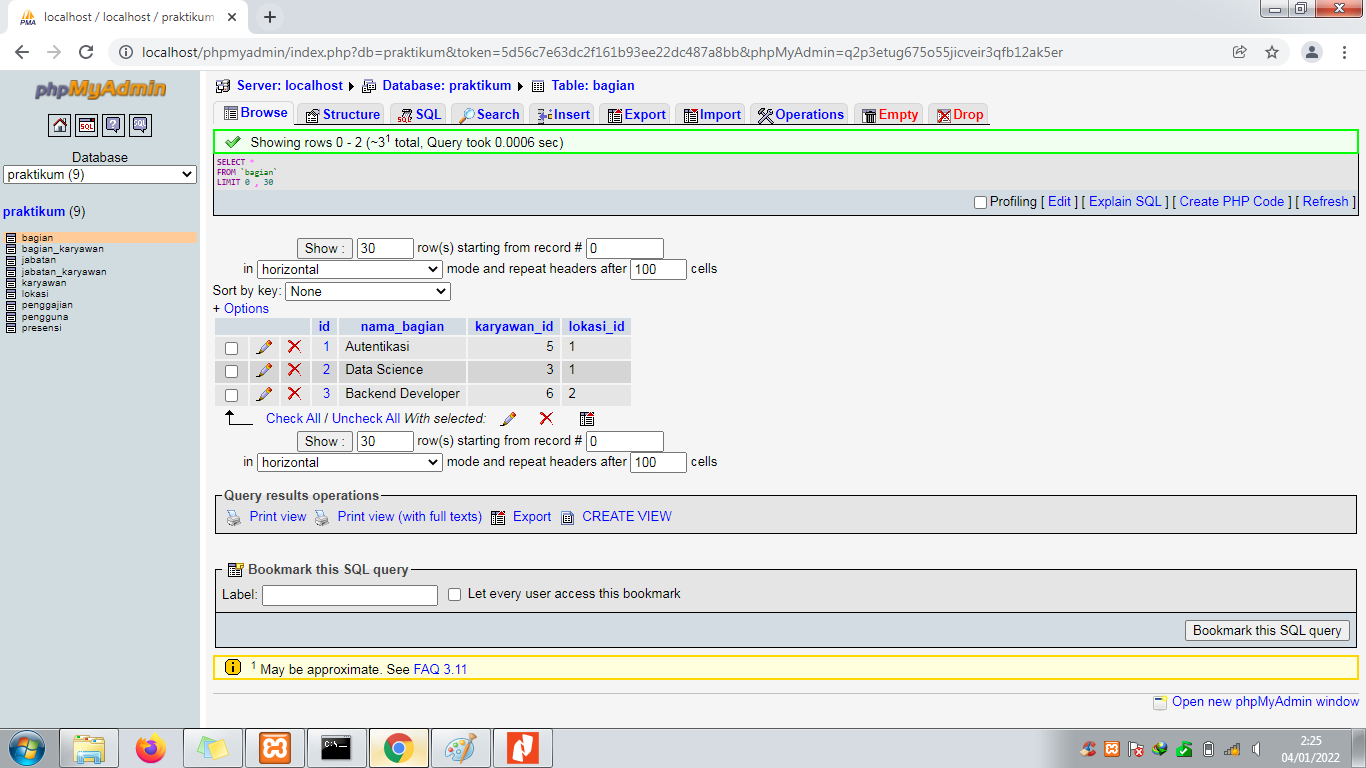 localhost / localhost / praktikum
localhost/phpmyadmin/index.php?db=praktikum&token=5d56c7e63dc2f161b93ee22dc487a8bb&phpMyAdmin=q2p3etug675o55jicveir3qfb12ak5er
phpMyAdmin
Database
praktikum (9)
praktikum (9)
bagian
bagian_karyawan
jabatan
jabatan_karyawan
karyawan
lokasi
penggajian
pengguna
presensi
Server: localhost Database: praktikum Table: bagian
Browse Structure SQL Search Insert Export Import Operations Empty Drop
Showing rows 0 - 2 (~3¹ total, Query took 0.0006 sec)
SELECT *
FROM `bagian`
LIMIT 0 , 30
Profiling [ Edit ] [ Explain SQL ] [ Create PHP Code ] [ Refresh ]
Show : 30 row(s) starting from record # 0
in horizontal mode and repeat headers after 100 cells
Sort by key: None
+ Options
id nama_bagian karyawan_id lokasi_id
1 Autentikasi 5 1
2 Data Science 3 1
3 Backend Developer 6 2
Check All / Uncheck All With selected:
Show : 30 row(s) starting from record # 0
in horizontal mode and repeat headers after 100 cells
Query results operations
Print view Print view (with full texts) Export CREATE VIEW
Bookmark this SQL query
Label: Let every user access this bookmark
Bookmark this SQL query
¹ May be approximate. See FAQ 3.11
Open new phpMyAdmin window
2:25
04/01/2022